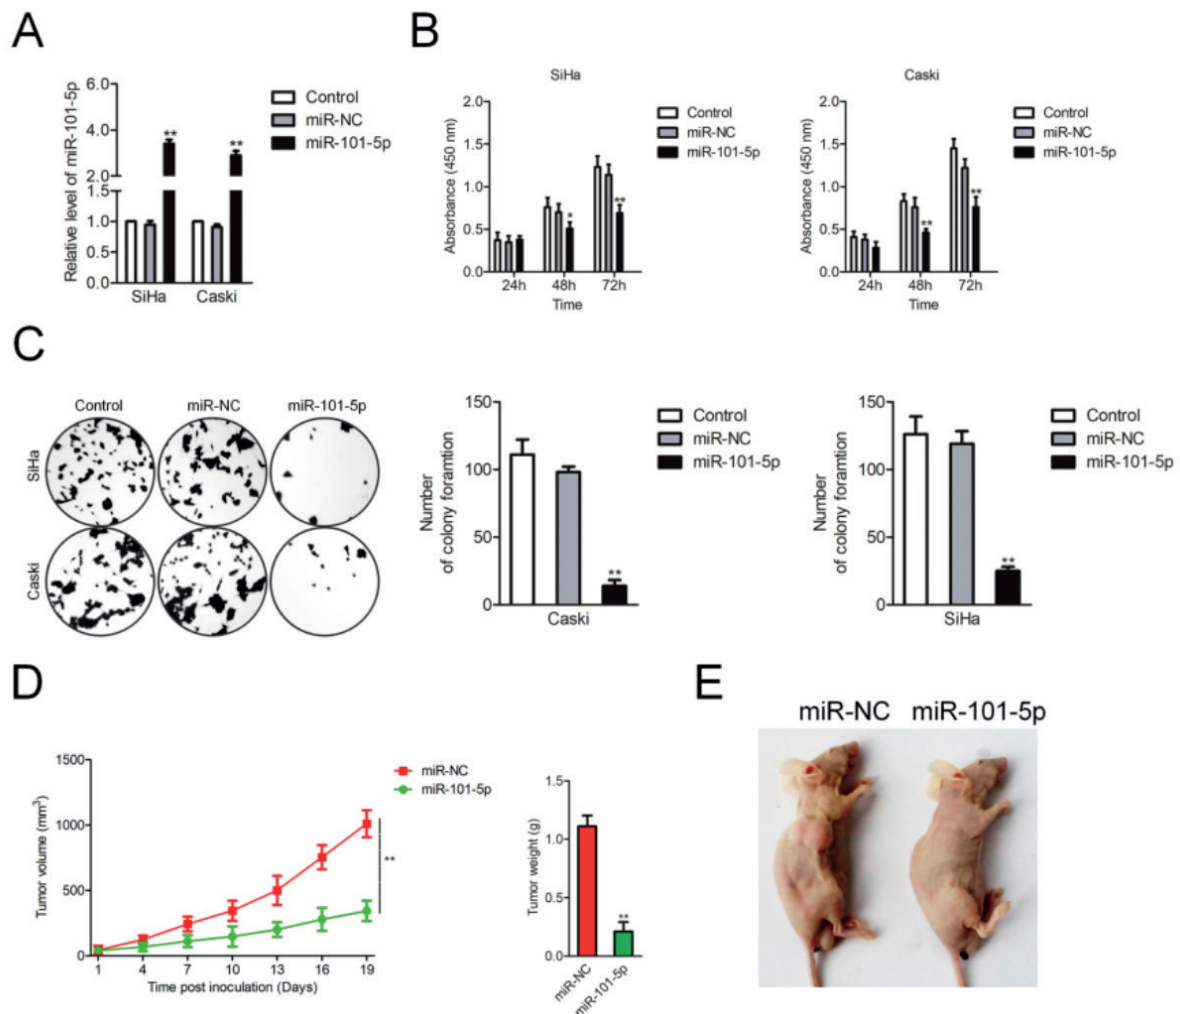 A
Relative level of miR-101-5p
6.0
4.0
2.0
1.5
1.0
0.5
0.0
**
**
SiHa
Caski
Control
miR-NC
miR-101-5p
B
SiHa
Absorbance (450 nm)
2.0
1.5
1.0
0.5
0.0
*
**
24h
48h
72h
Time
Control
miR-NC
miR-101-5p
Caski
Absorbance (450 nm)
2.0
1.5
1.0
0.5
0.0
**
**
24h
48h
72h
Time
Control
miR-NC
miR-101-5p
C
Control
miR-NC
miR-101-5p
SiHa
Caski
Number
of colony foramtion
150
100
50
0
**
Caski
Control
miR-NC
miR-101-5p
Number
of colony foramtion
150
100
50
0
**
SiHa
Control
miR-NC
miR-101-5p
D
Tumor volume (mm³)
1500
1000
500
0
1
4
7
10
13
16
19
Time post inoculation (Days)
miR-NC
miR-101-5p
**
Tumor weight (g)
1.5
1.0
0.5
0.0
**
miR-NC
miR-101-5p
E
miR-NC
miR-101-5p